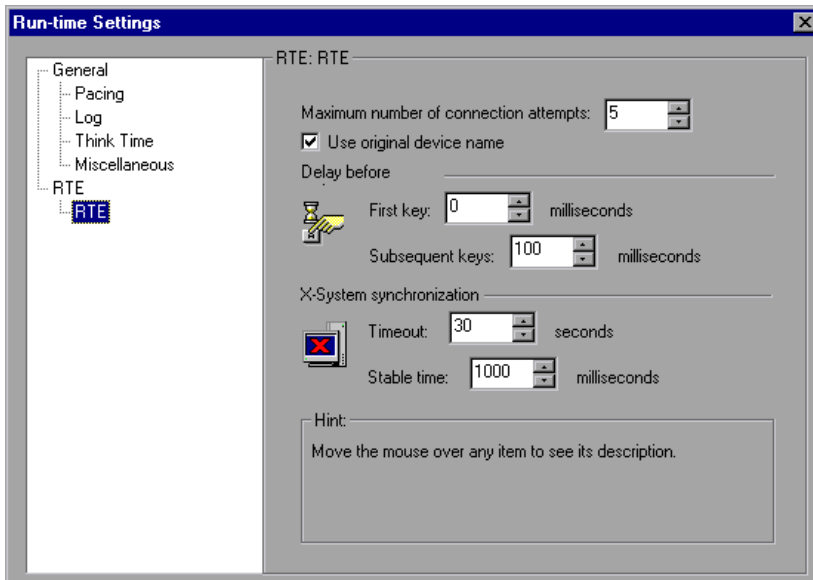 Run-time Settings
General
Pacing
Log
Think Time
Miscellaneous
RTE
RTE
RTE: RTE
Maximum number of connection attempts: 5
Use original device name
Delay before
First key: 0 milliseconds
Subsequent keys: 100 milliseconds
X-System synchronization
Timeout: 30 seconds
Stable time: 1000 milliseconds
Hint:
Move the mouse over any item to see its description.